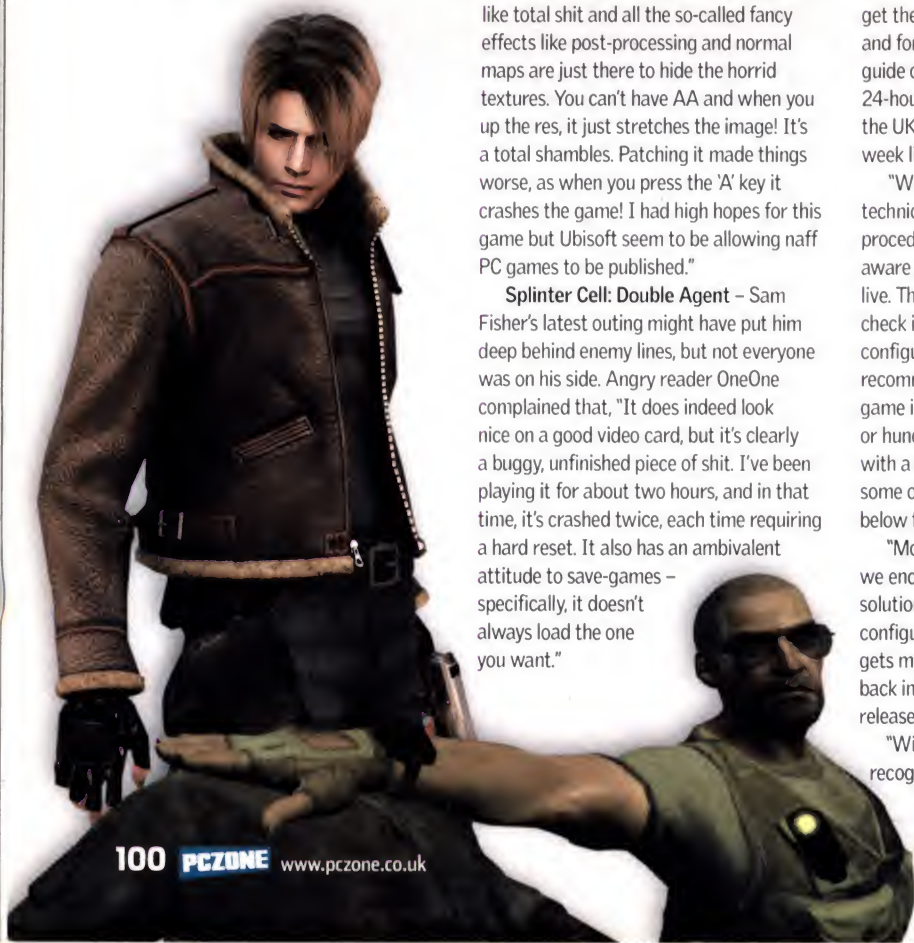 like total shit and all the so-called fancy
effects like post-processing and normal
maps are just there to hide the horrid
textures. You can't have AA and when you
up the res, it just stretches the image! It's
a total shambles. Patching it made things
worse, as when you press the 'A' key it
crashes the game! I had high hopes for this
game but Ubisoft seem to be allowing naff
PC games to be published."
Splinter Cell: Double Agent – Sam
Fisher's latest outing might have put him
deep behind enemy lines, but not everyone
was on his side. Angry reader OneOne
complained that, "It does indeed look
nice on a good video card, but it's clearly
a buggy, unfinished piece of shit. I've been
playing it for about two hours, and in that
time, it's crashed twice, each time requiring
a hard reset. It also has an ambivalent
attitude to save-games –
specifically, it doesn't
always load the one
you want."
get the
and for
guide
24-hou
the UK
week
"W
technic
proced
aware
live. Th
check i
configu
recomm
game i
or hund
with a
some o
below
"Mo
we enc
solutio
configu
gets m
back in
release
"Wi
recog
100 PCZONE www.pczone.co.uk